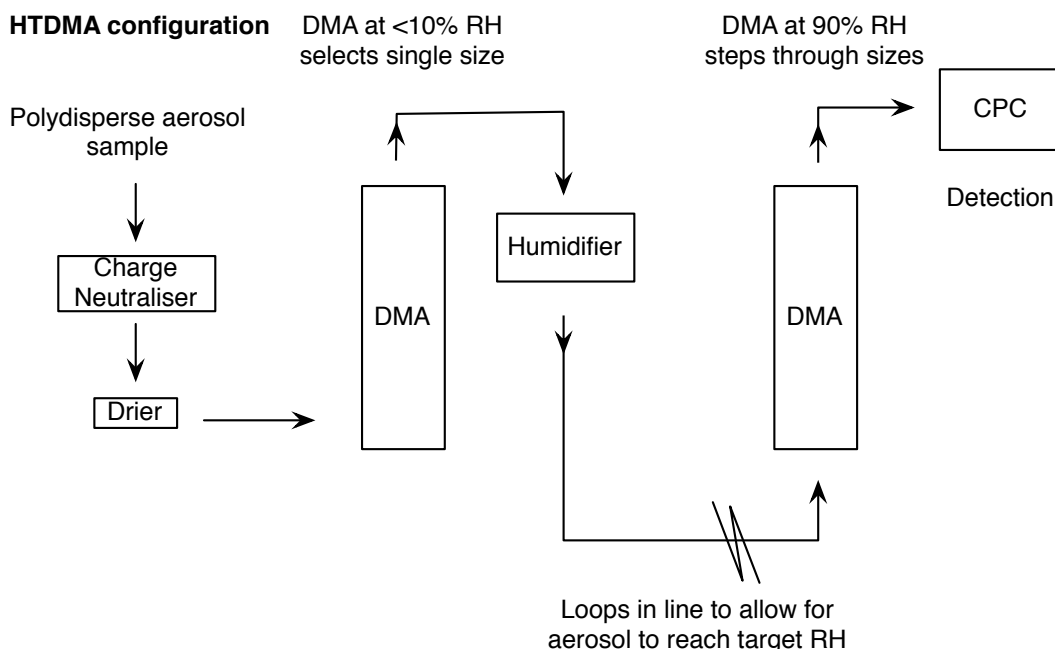 HTDMA configuration
DMA at <10% RH
selects single size
DMA at 90% RH
steps through sizes
Polydisperse aerosol
sample
Charge
Neutraliser
Drier
DMA
Humidifier
DMA
CPC
Detection
Loops in line to allow for
aerosol to reach target RH